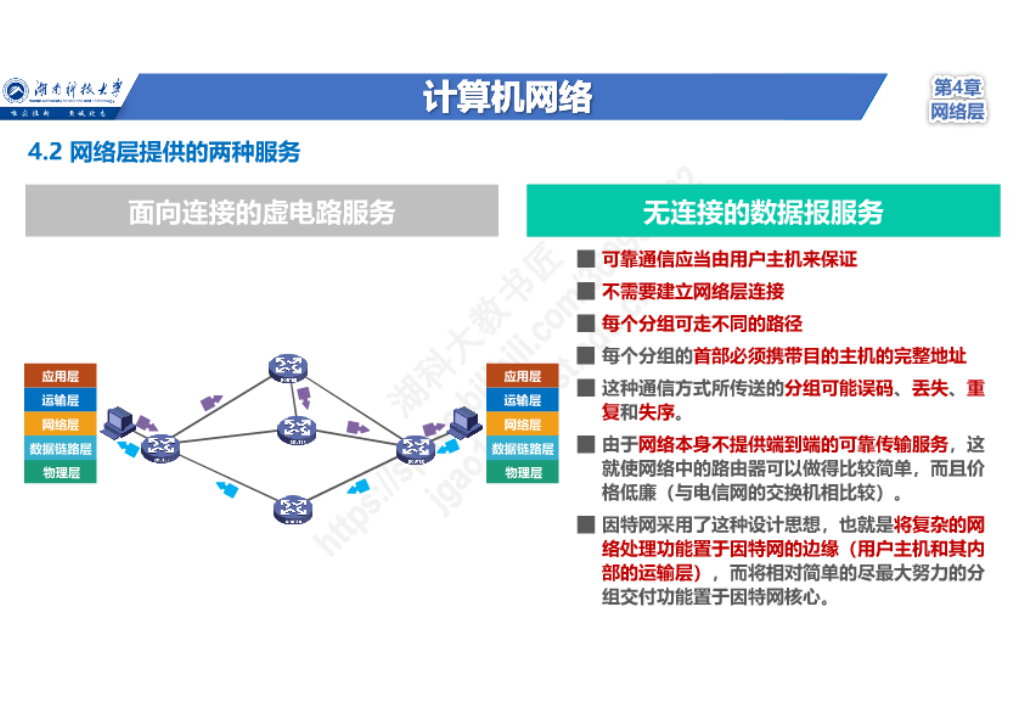 湖南科技大学
唯实惟新 至诚致志
计算机网络
第4章
网络层
4.2 网络层提供的两种服务
面向连接的虚电路服务
无连接的数据报服务
应用层
运输层
网络层
数据链路层
物理层
应用层
运输层
网络层
数据链路层
物理层
可靠通信应当由用户主机来保证
不需要建立网络层连接
每个分组可走不同的路径
每个分组的首部必须携带目的主机的完整地址
这种通信方式所传送的分组可能误码、丢失、重
复和失序。
由于网络本身不提供端到端的可靠传输服务，这
就使网络中的路由器可以做得比较简单，而且价
格低廉（与电信网的交换机相比较）。
因特网采用了这种设计思想，也就是将复杂的网
络处理功能置于因特网的边缘（用户主机和其内
部的运输层），而将相对简单的尽最大努力的分
组交付功能置于因特网核心。
湖科大教书匠